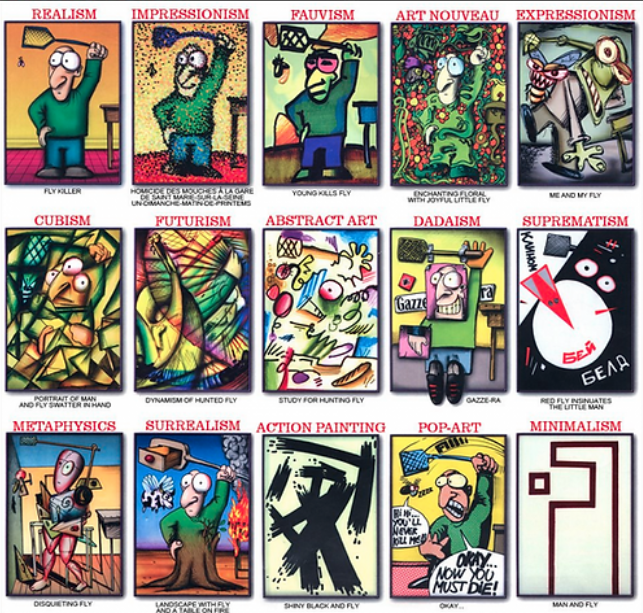 REALISM
IMPRESSIONISM
FAUVISM
ART NOUVEAU
EXPRESSIONISM
FLY KILLER
HOMICIDE DES MOUCHES À LA GARE
DE SAINT MARIE-SUR-LA-SEINE
UN-DIMANCHE-MATIN-DE-PRINTEMPS
YOUNG KILLS FLY
ENCHANTING FLORAL
WITH JOYFUL LITTLE FLY
ME AND MY FLY
CUBISM
FUTURISM
ABSTRACT ART
DADAISM
SUPREMATISM
Gazze
ra
КЛИНОМ
БЕЙ
БЕЛД
PORTRAIT OF MAN
AND FLY SWATTER IN HAND
DYNAMISM OF HUNTED FLY
STUDY FOR HUNTING FLY
GAZZE-RA
RED FLY INSINUATES
THE LITTLE MAN
METAPHYSICS
SURREALISM
ACTION PAINTING
POP-ART
MINIMALISM
HI HI...
YOU'LL
NEVER
KILL ME!!
OKAY...
NOW YOU
MUST DIE!
DISQUIETING FLY
LANDSCAPE WITH FLY
AND A TABLE ON FIRE
SHINY BLACK AND FLY
OKAY...
MAN AND FLY